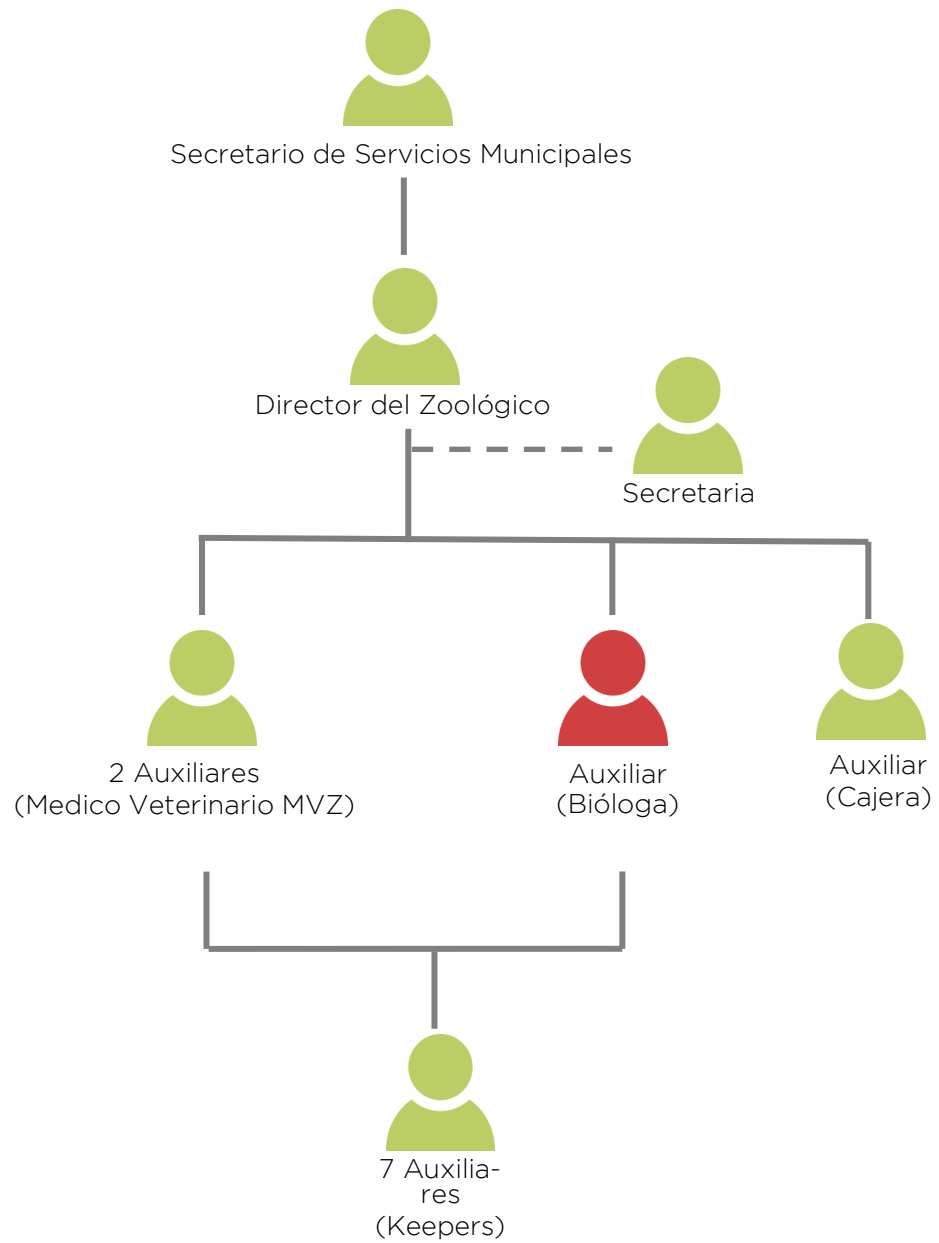 Secretario de Servicios Municipales
Director del Zoológico
Secretaria
2 Auxiliares
(Medico Veterinario MVZ)
Auxiliar
(Bióloga)
Auxiliar
(Cajera)
7 Auxilia-
res
(Keepers)